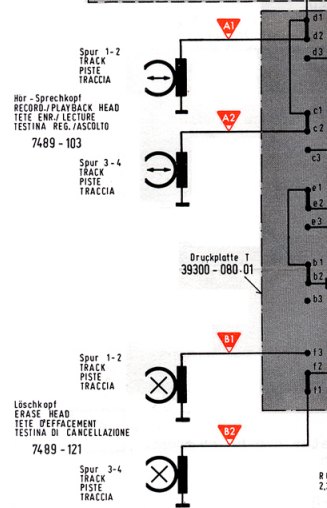 A1
d1
d2
d3
Spur 1-2
TRACK
PISTE
TRACCIA
Hör-Sprechkopf
RECORD./PLAYBACK HEAD
TETE ENR./ LECTURE
TESTINA REG./ASCOLTO
7489-103
A2
c1
c2
c3
Spur 3-4
TRACK
PISTE
TRACCIA
e1
e2
e3
Druckplatte T
39300-080-01
b1
b2
b3
B1
f3
f2
f1
Spur 1-2
TRACK
PISTE
TRACCIA
Löschkopf
ERASE HEAD
TETE D'EFFACEMENT
TESTINA DI CANCELLAZIONE
7489-121
B2
Spur 3-4
TRACK
PISTE
TRACCIA
R
2,